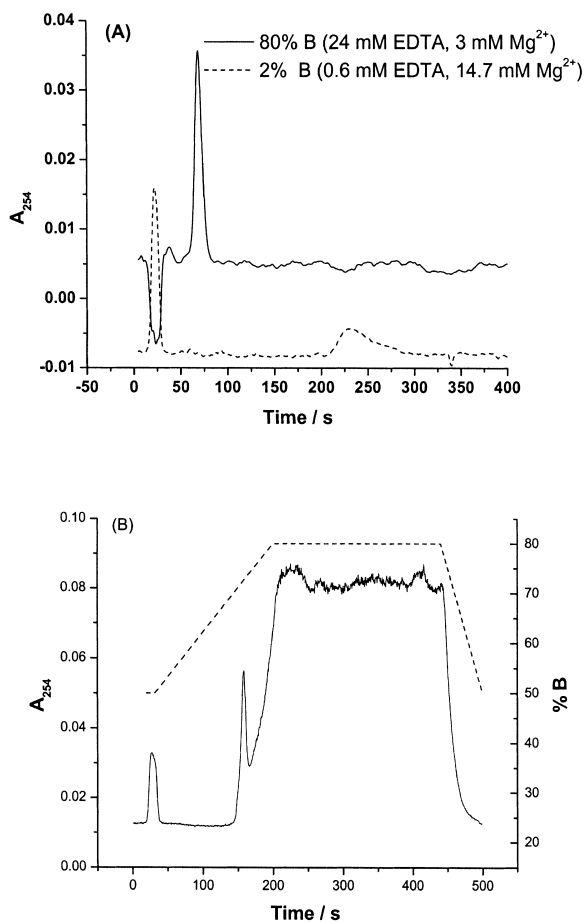 (A)
80% B (24 mM EDTA, 3 mM Mg²⁺)
2% B (0.6 mM EDTA, 14.7 mM Mg²⁺)
0.04
0.03
0.02
0.01
0.00
-0.01
A₂₅₄
-50 0 50 100 150 200 250 300 350 400
Time / s
(B)
0.10
0.08
0.06
0.04
0.02
0.00
A₂₅₄
80
70
60
50
40
30
20
% B
0 100 200 300 400 500
Time / s